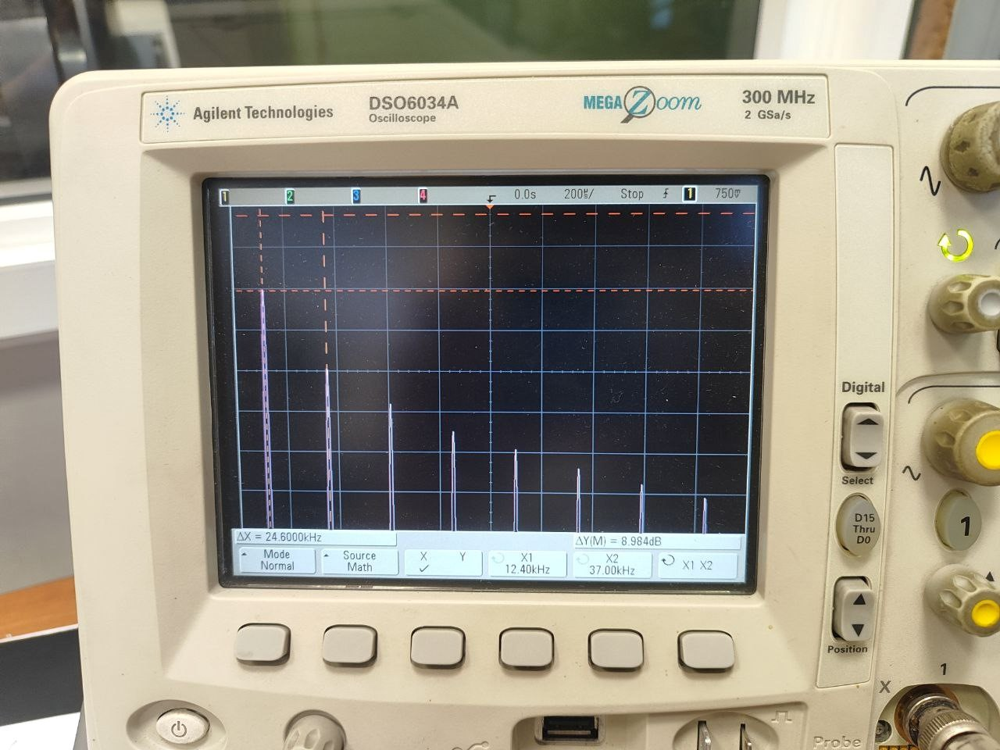 Agilent Technologies
DSO6034A
Oscilloscope
MEGA Zoom
300 MHz
2 GSa/s
1 2 3 4 0.0s 200㎲/ Stop 1 750mV
Digital
Select
D15
Thru
D0
1
Position
1
X
ΔX = 24.6000kHz
ΔY(M) = 8.984dB
Mode
Normal
Source
Math
X Y
X1
12.40kHz
X2
37.00kHz
X1 X2
Probe